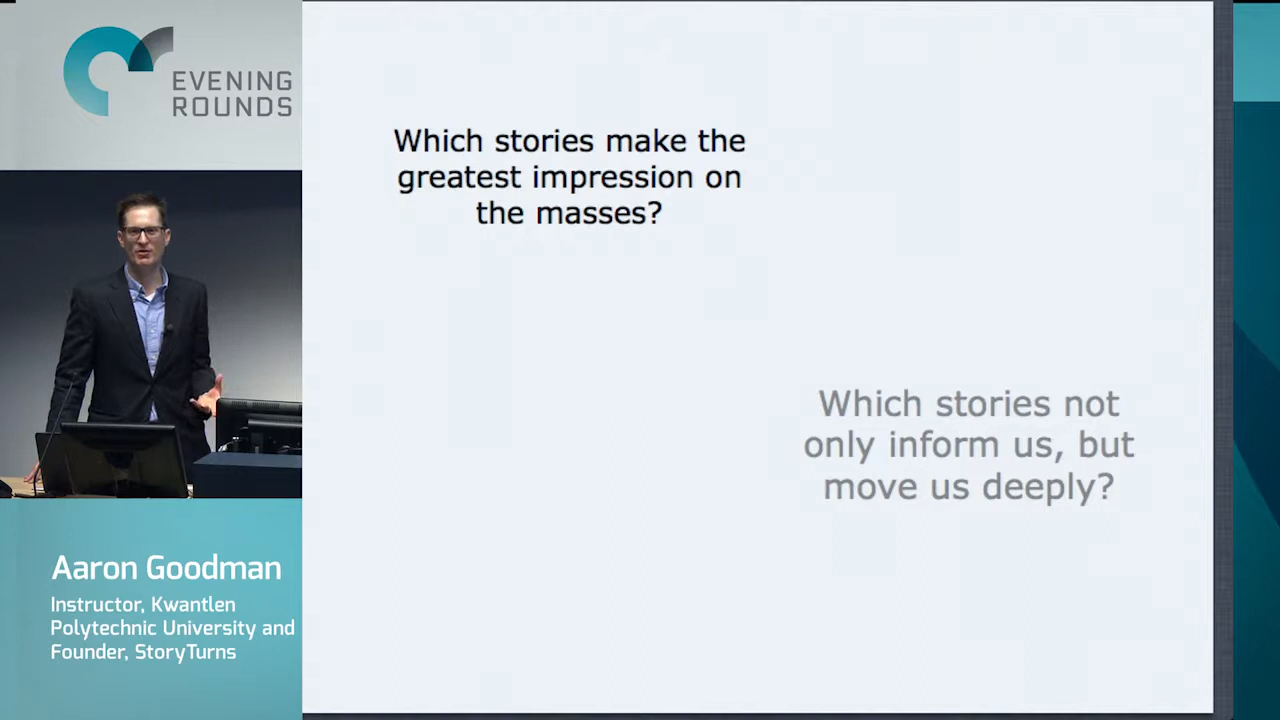 EVENING
ROUNDS
Which stories make the
greatest impression on
the masses?
Which stories not
only inform us, but
move us deeply?
Aaron Goodman
Instructor, Kwantlen
Polytechnic University and
Founder, StoryTurns